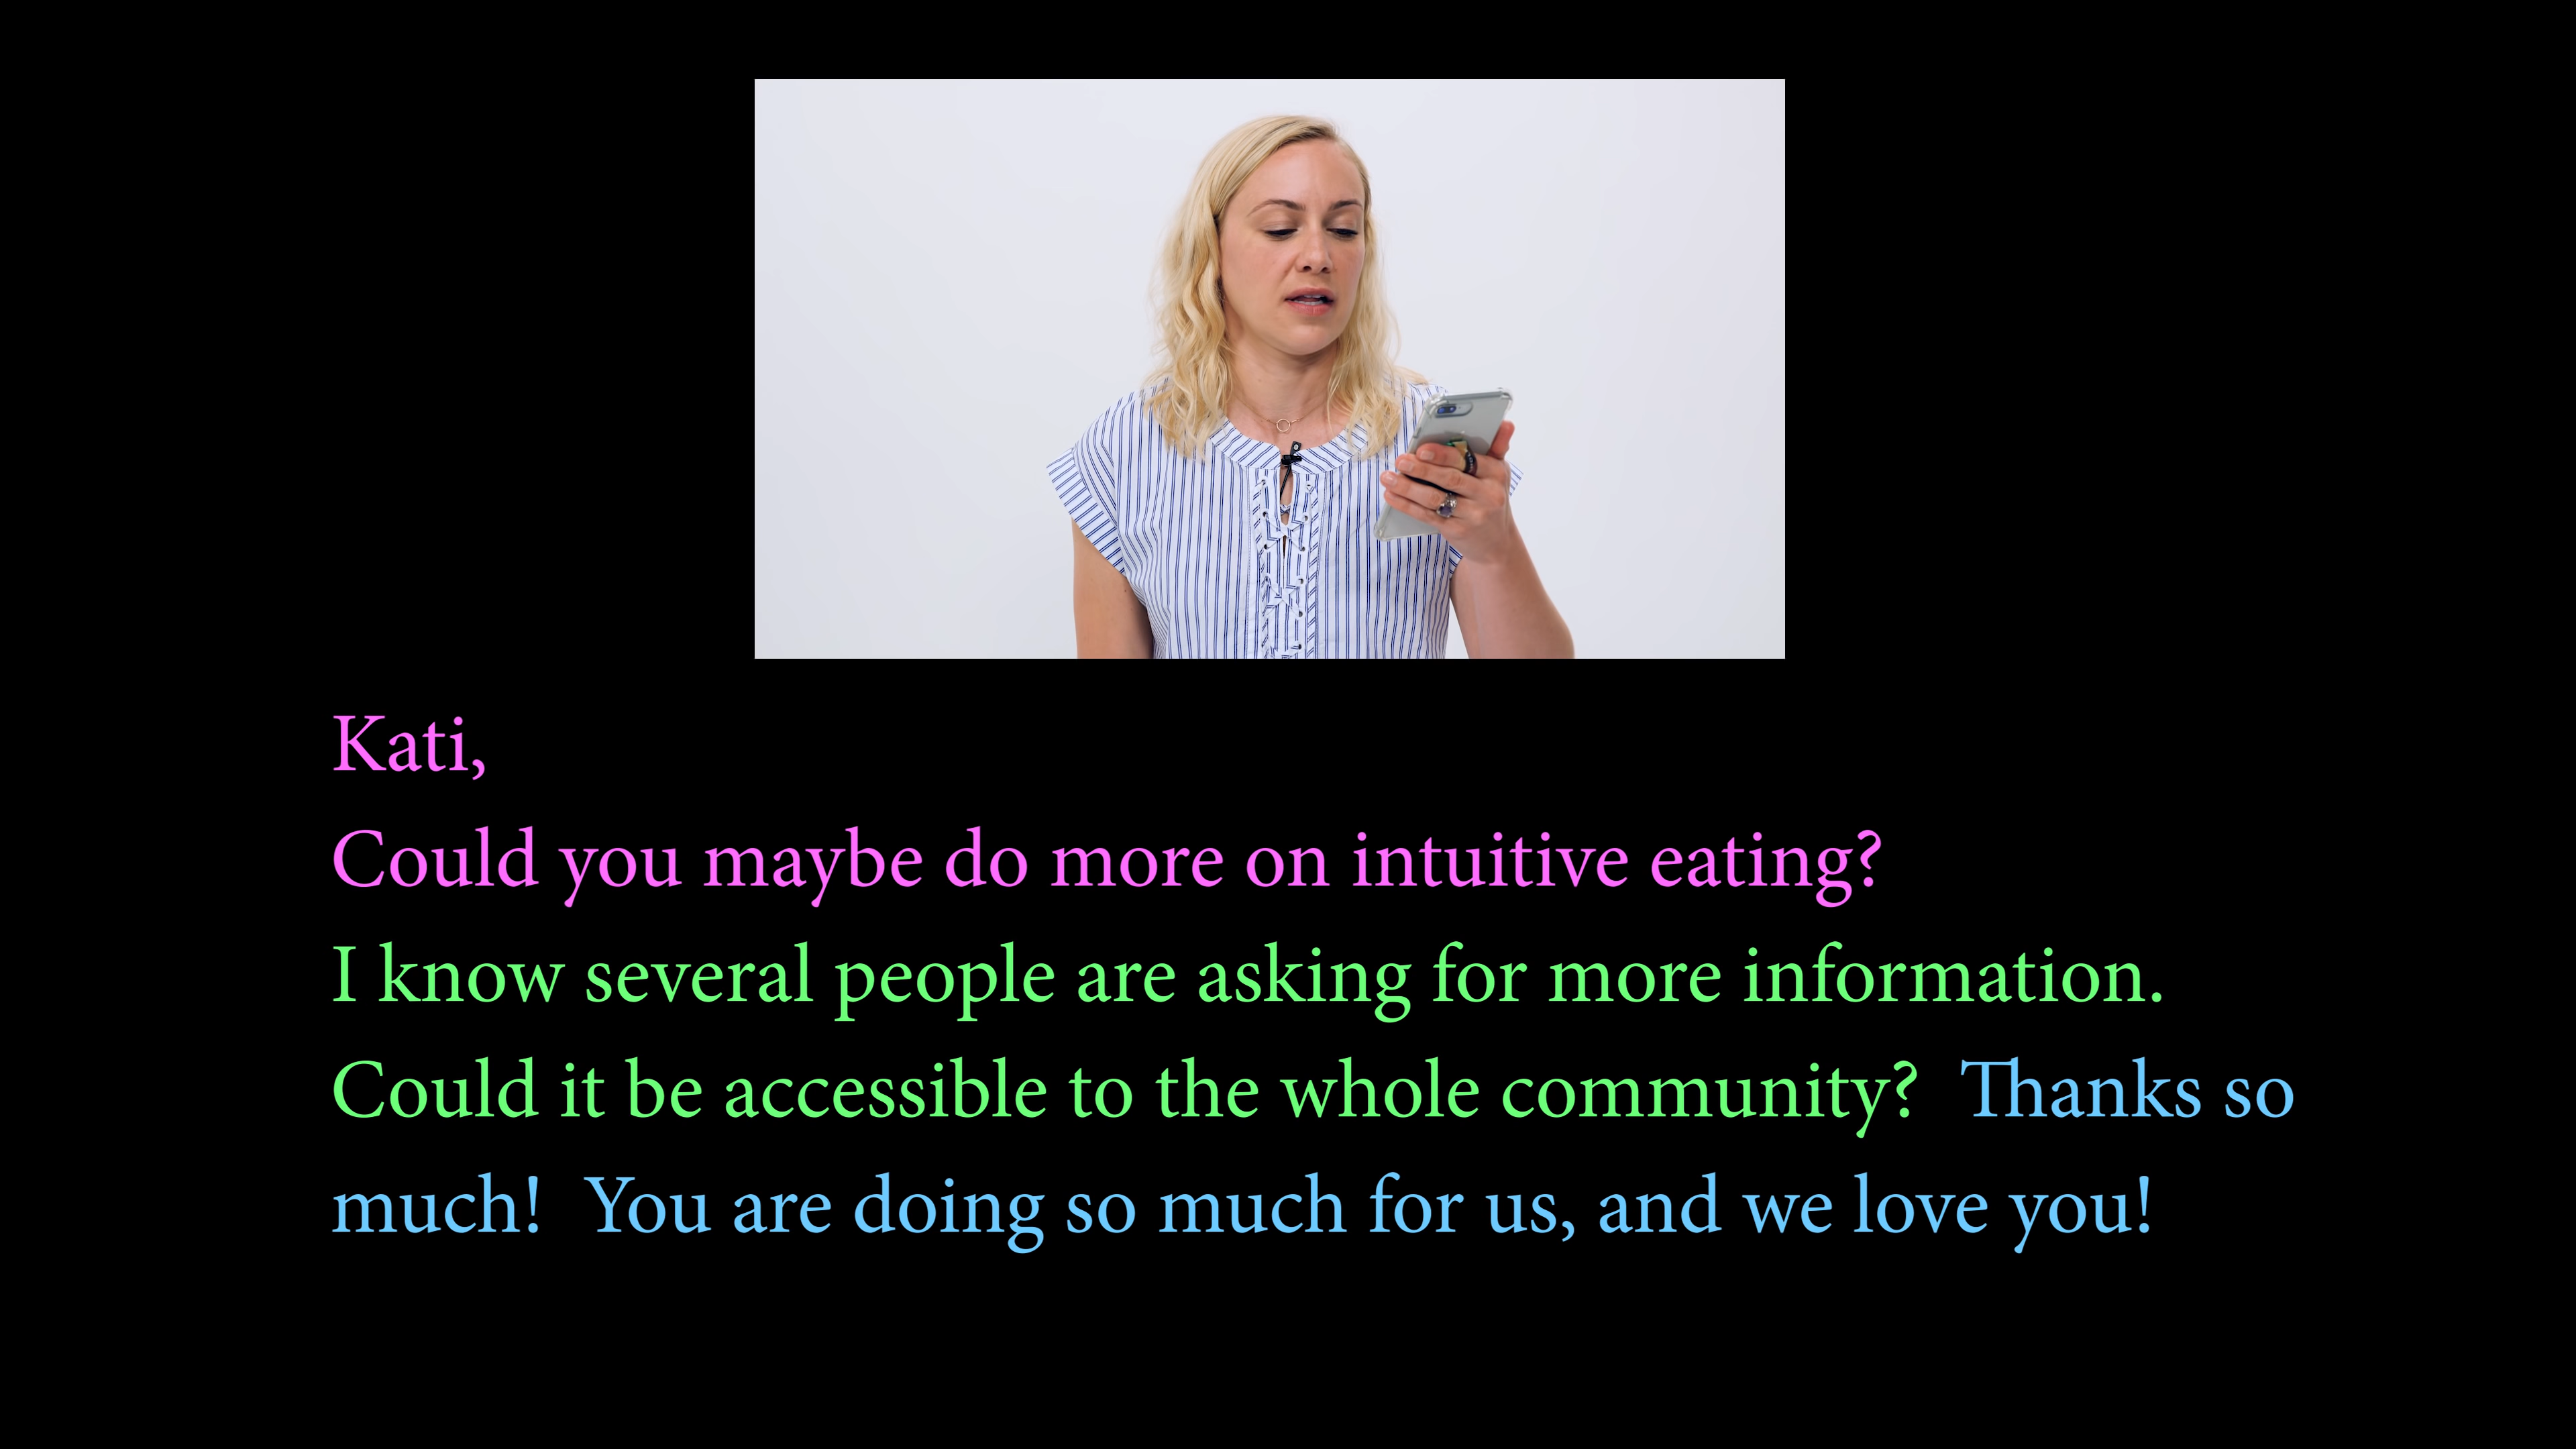 Kati,
Could you maybe do more on intuitive eating?
I know several people are asking for more information.
Could it be accessible to the whole community?  Thanks so
much!  You are doing so much for us, and we love you!